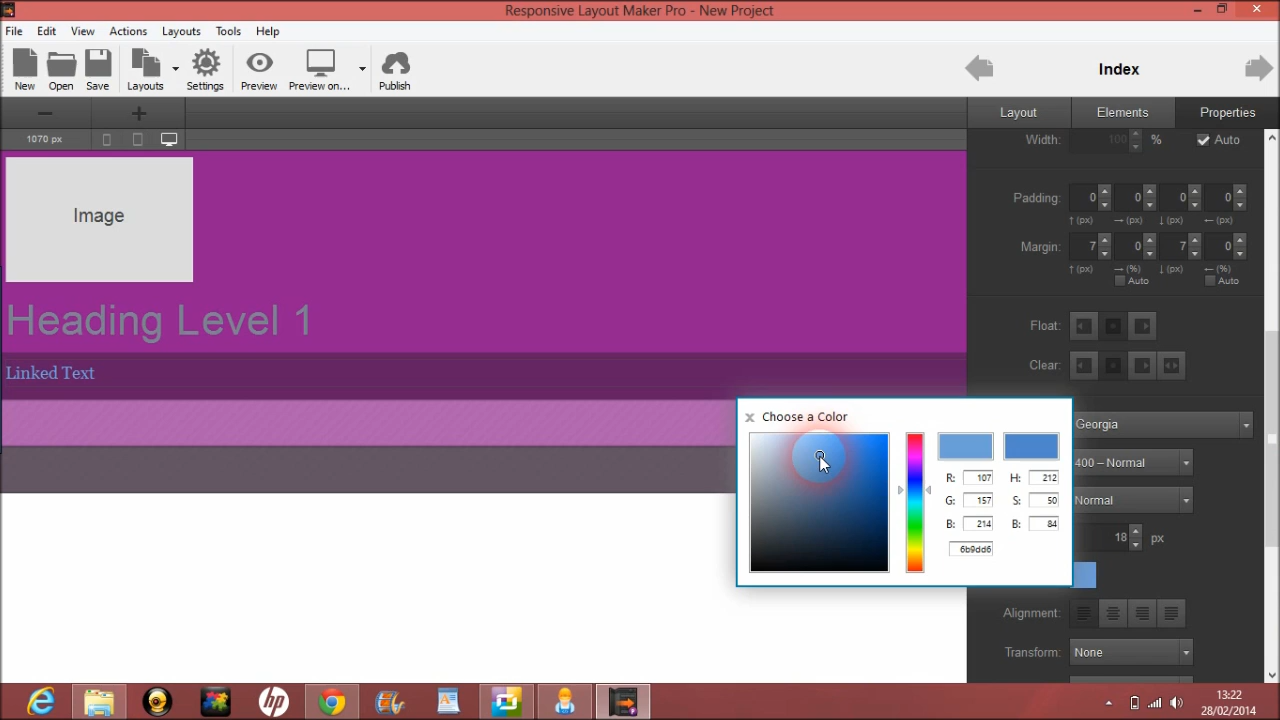 Responsive Layout Maker Pro - New Project
File Edit View Actions Layouts Tools Help
New Open Save Layouts Settings Preview Preview on... Publish
Index
Layout Elements Properties
1070 px
Width: 100 % Auto
Image
Padding: 0 0 0 0
↑ (px) → (px) ↓ (px) ← (px)
Margin: 7 0 7 0
↑ (px) → (%) ↓ (px) ← (%)
Auto Auto
Heading Level 1
Float:
Clear:
Linked Text
x Choose a Color
Georgia
400 – Normal
R: 107 H: 212
G: 157 S: 50
Normal
B: 214 B: 84
18 px
6b9dd6
Alignment:
Transform: None
hp
13:22
28/02/2014